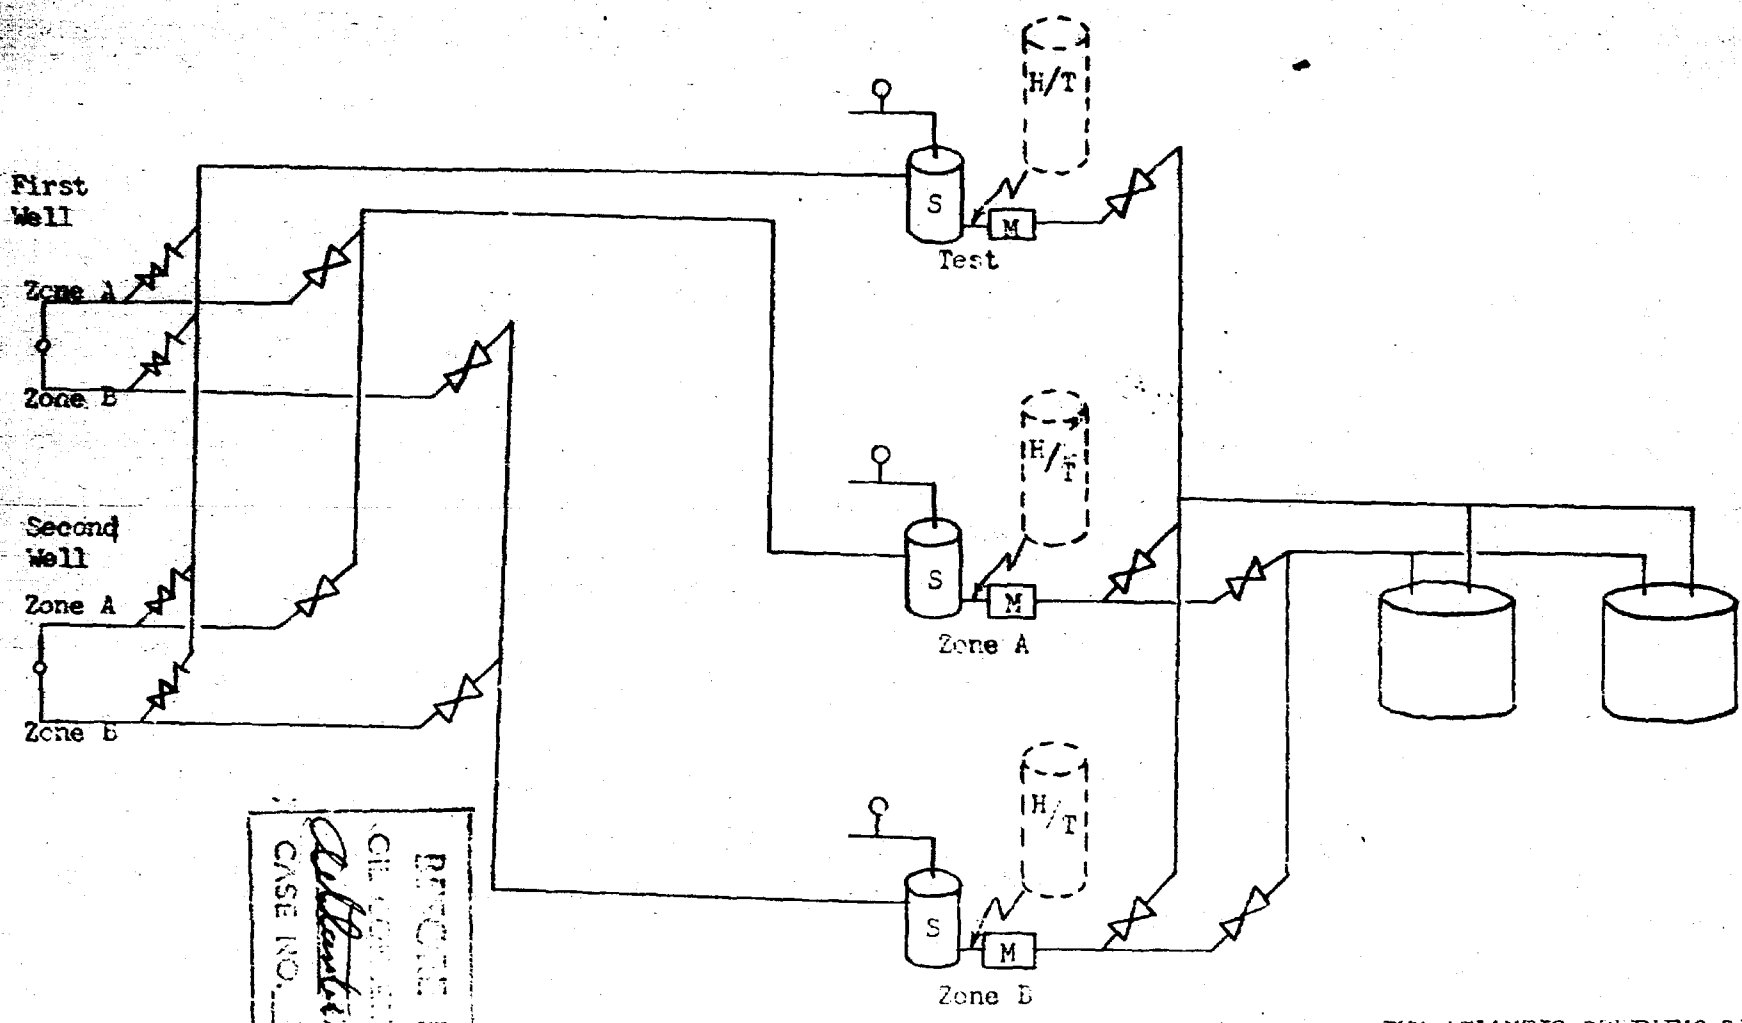 H/T
First
Well
S
M
Test
Zone A
Zone B
H/T
Second
Well
S
M
Zone A
Zone A
Zone B
H/T
S
M
Zone B
CASE NO.